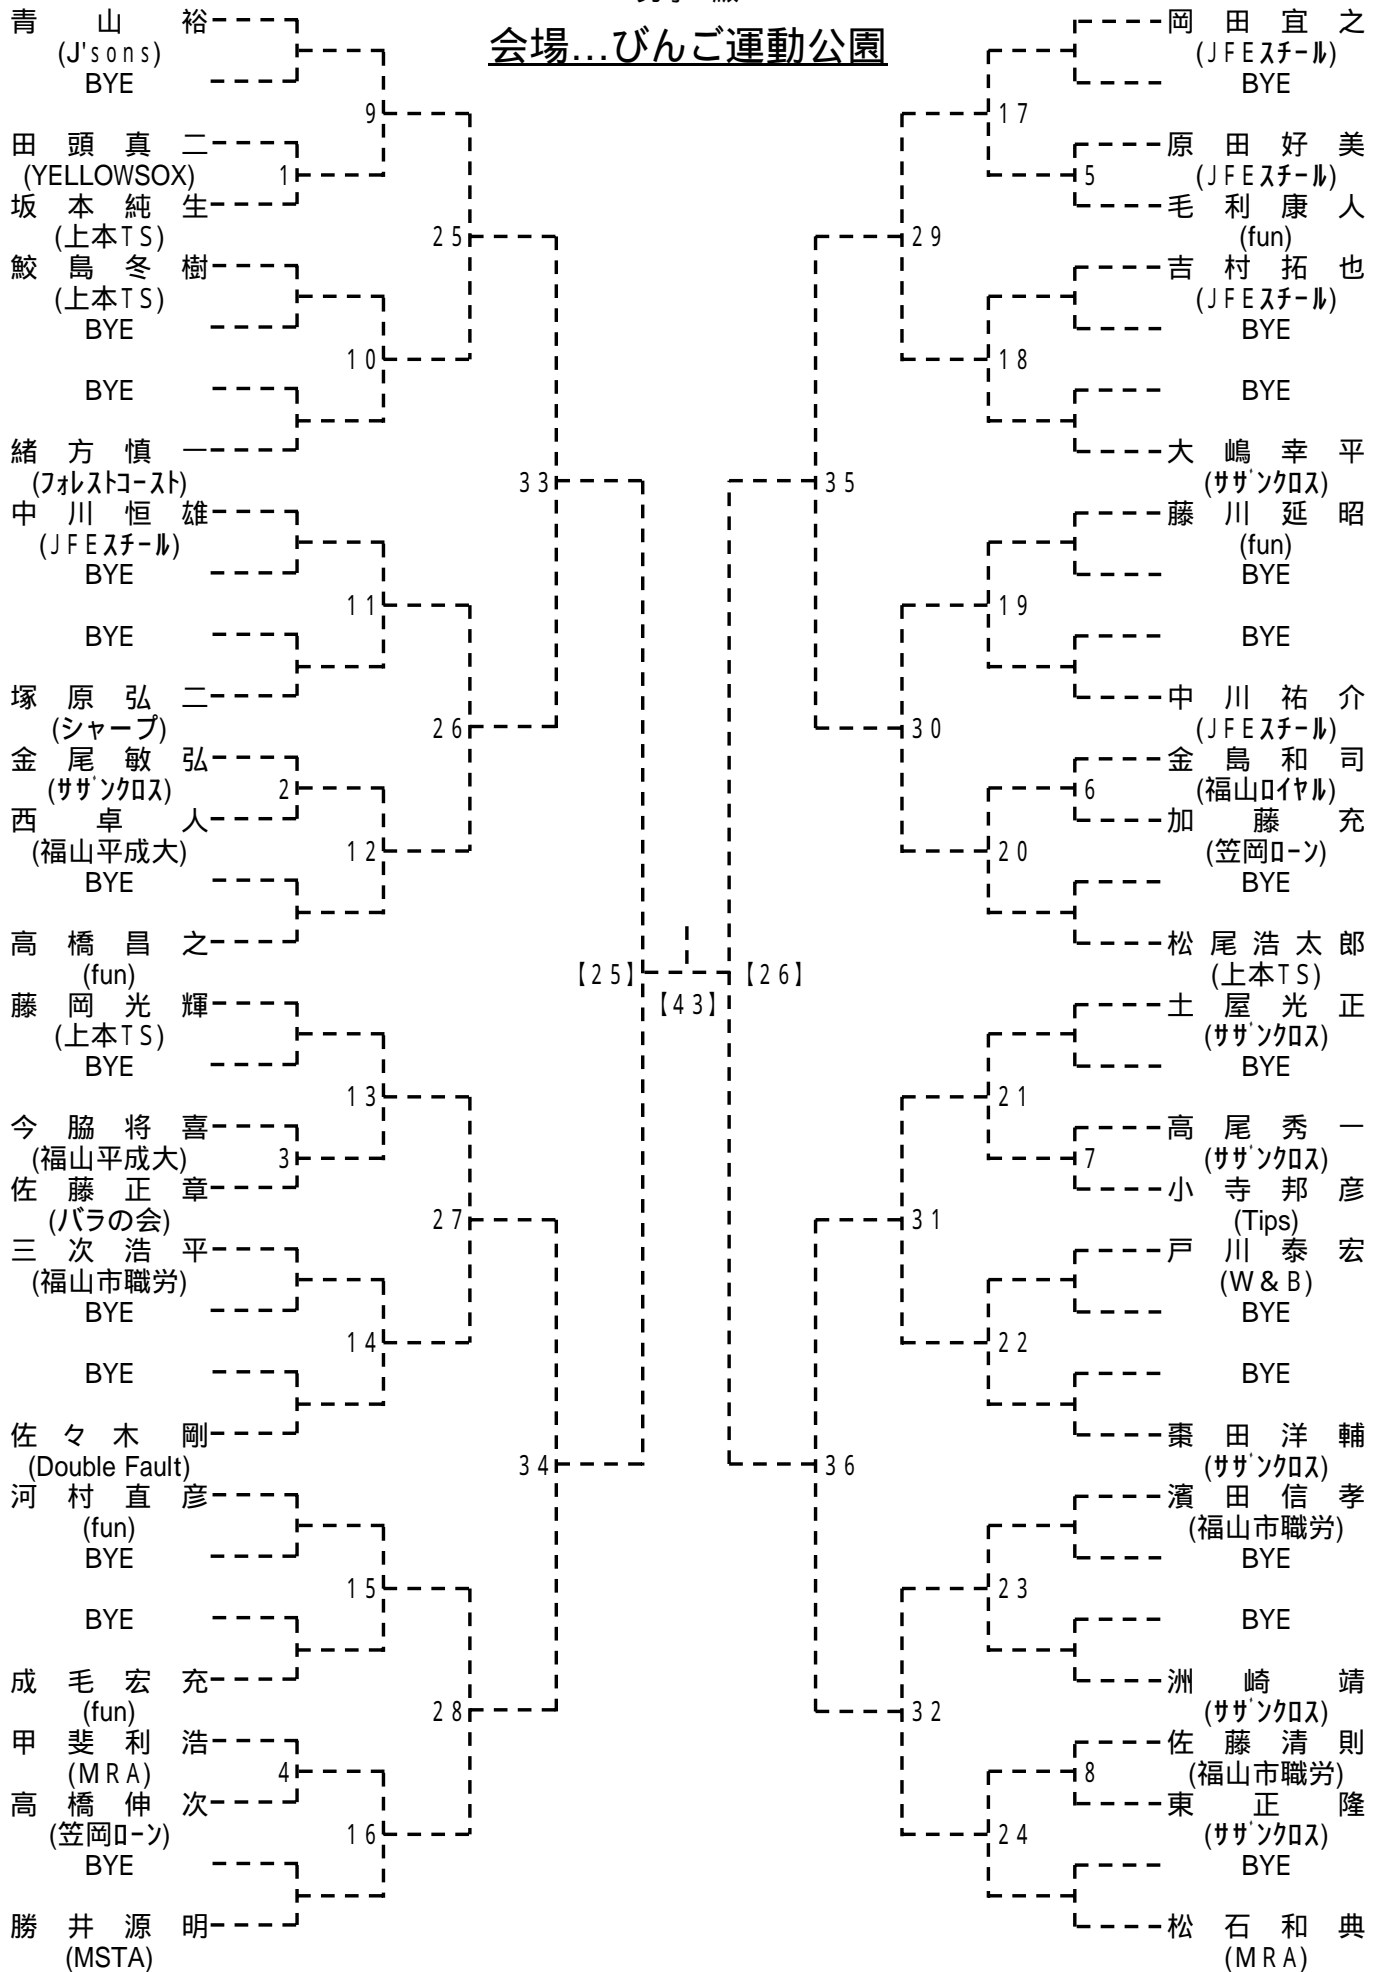 会場…びんご運動公園
青山裕
(J'sons)
BYE
9
田頭真二
(YELLOWSOX)
1
坂本純生
(上本TS)
25
鮫島冬樹
(上本TS)
BYE
10
BYE
緒方慎一
(フォレストコースト)
33
中川恒雄
(JFEスチール)
BYE
11
BYE
塚原弘二
(シャープ)
26
金尾敏弘
(サザンクロス)
2
西卓人
(福山平成大)
12
BYE
高橋昌之
(fun)
【25】
【43】
【26】
藤岡光輝
(上本TS)
BYE
13
今脇将喜
(福山平成大)
3
佐藤正章
(バラの会)
27
三次浩平
(福山市職労)
BYE
14
BYE
佐々木剛
(Double Fault)
34
河村直彦
(fun)
BYE
15
BYE
成毛宏充
(fun)
28
甲斐利浩
(MRA)
4
高橋伸次
(笠岡ローン)
16
BYE
勝井源明
(MSTA)
岡田宜之
(JFEスチール)
BYE
17
原田好美
(JFEスチール)
5
毛利康人
(fun)
29
吉村拓也
(JFEスチール)
BYE
18
BYE
大嶋幸平
(サザンクロス)
35
藤川延昭
(fun)
BYE
19
BYE
中川祐介
(JFEスチール)
30
金島和司
(福山ロイヤル)
6
加藤充
(笠岡ローン)
20
BYE
松尾浩太郎
(上本TS)
土屋光正
(サザンクロス)
BYE
21
高尾秀一
(サザンクロス)
7
小寺邦彦
(Tips)
31
戸川泰宏
(W&B)
BYE
22
BYE
棗田洋輔
(サザンクロス)
36
濱田信孝
(福山市職労)
BYE
23
BYE
洲崎靖
(サザンクロス)
32
佐藤清則
(福山市職労)
8
東正隆
(サザンクロス)
24
BYE
松石和典
(MRA)